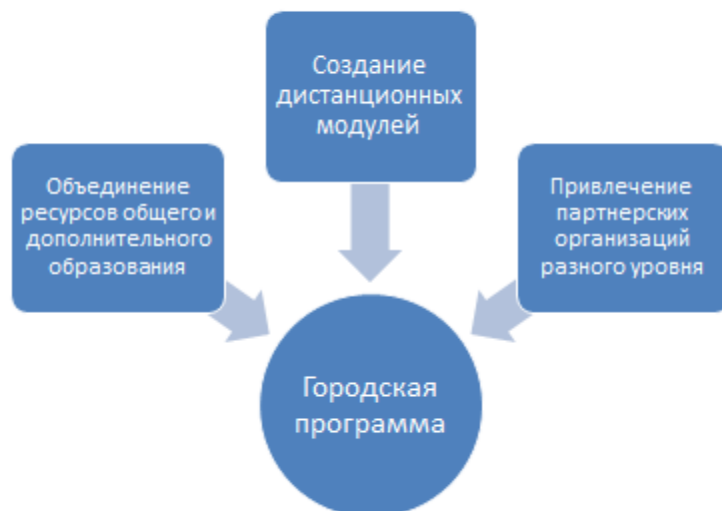 Создание
дистанционных
модулей
Объединение
ресурсов общего и
дополнительного
образования
Привлечение
партнерских
организаций
разного уровня
Городская
программа